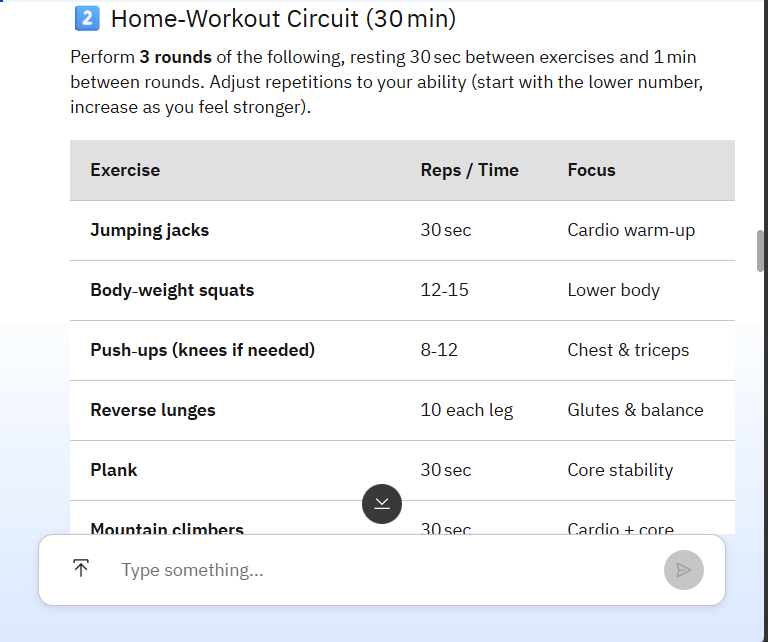 2 Home-Workout Circuit (30 min)
Perform 3 rounds of the following, resting 30 sec between exercises and 1 min
between rounds. Adjust repetitions to your ability (start with the lower number,
increase as you feel stronger).
Exercise Reps / Time Focus
Jumping jacks 30 sec Cardio warm-up
Body-weight squats 12-15 Lower body
Push-ups (knees if needed) 8-12 Chest & triceps
Reverse lunges 10 each leg Glutes & balance
Plank 30 sec Core stability
Mountain climbers 30 sec Cardio + core
Type something...